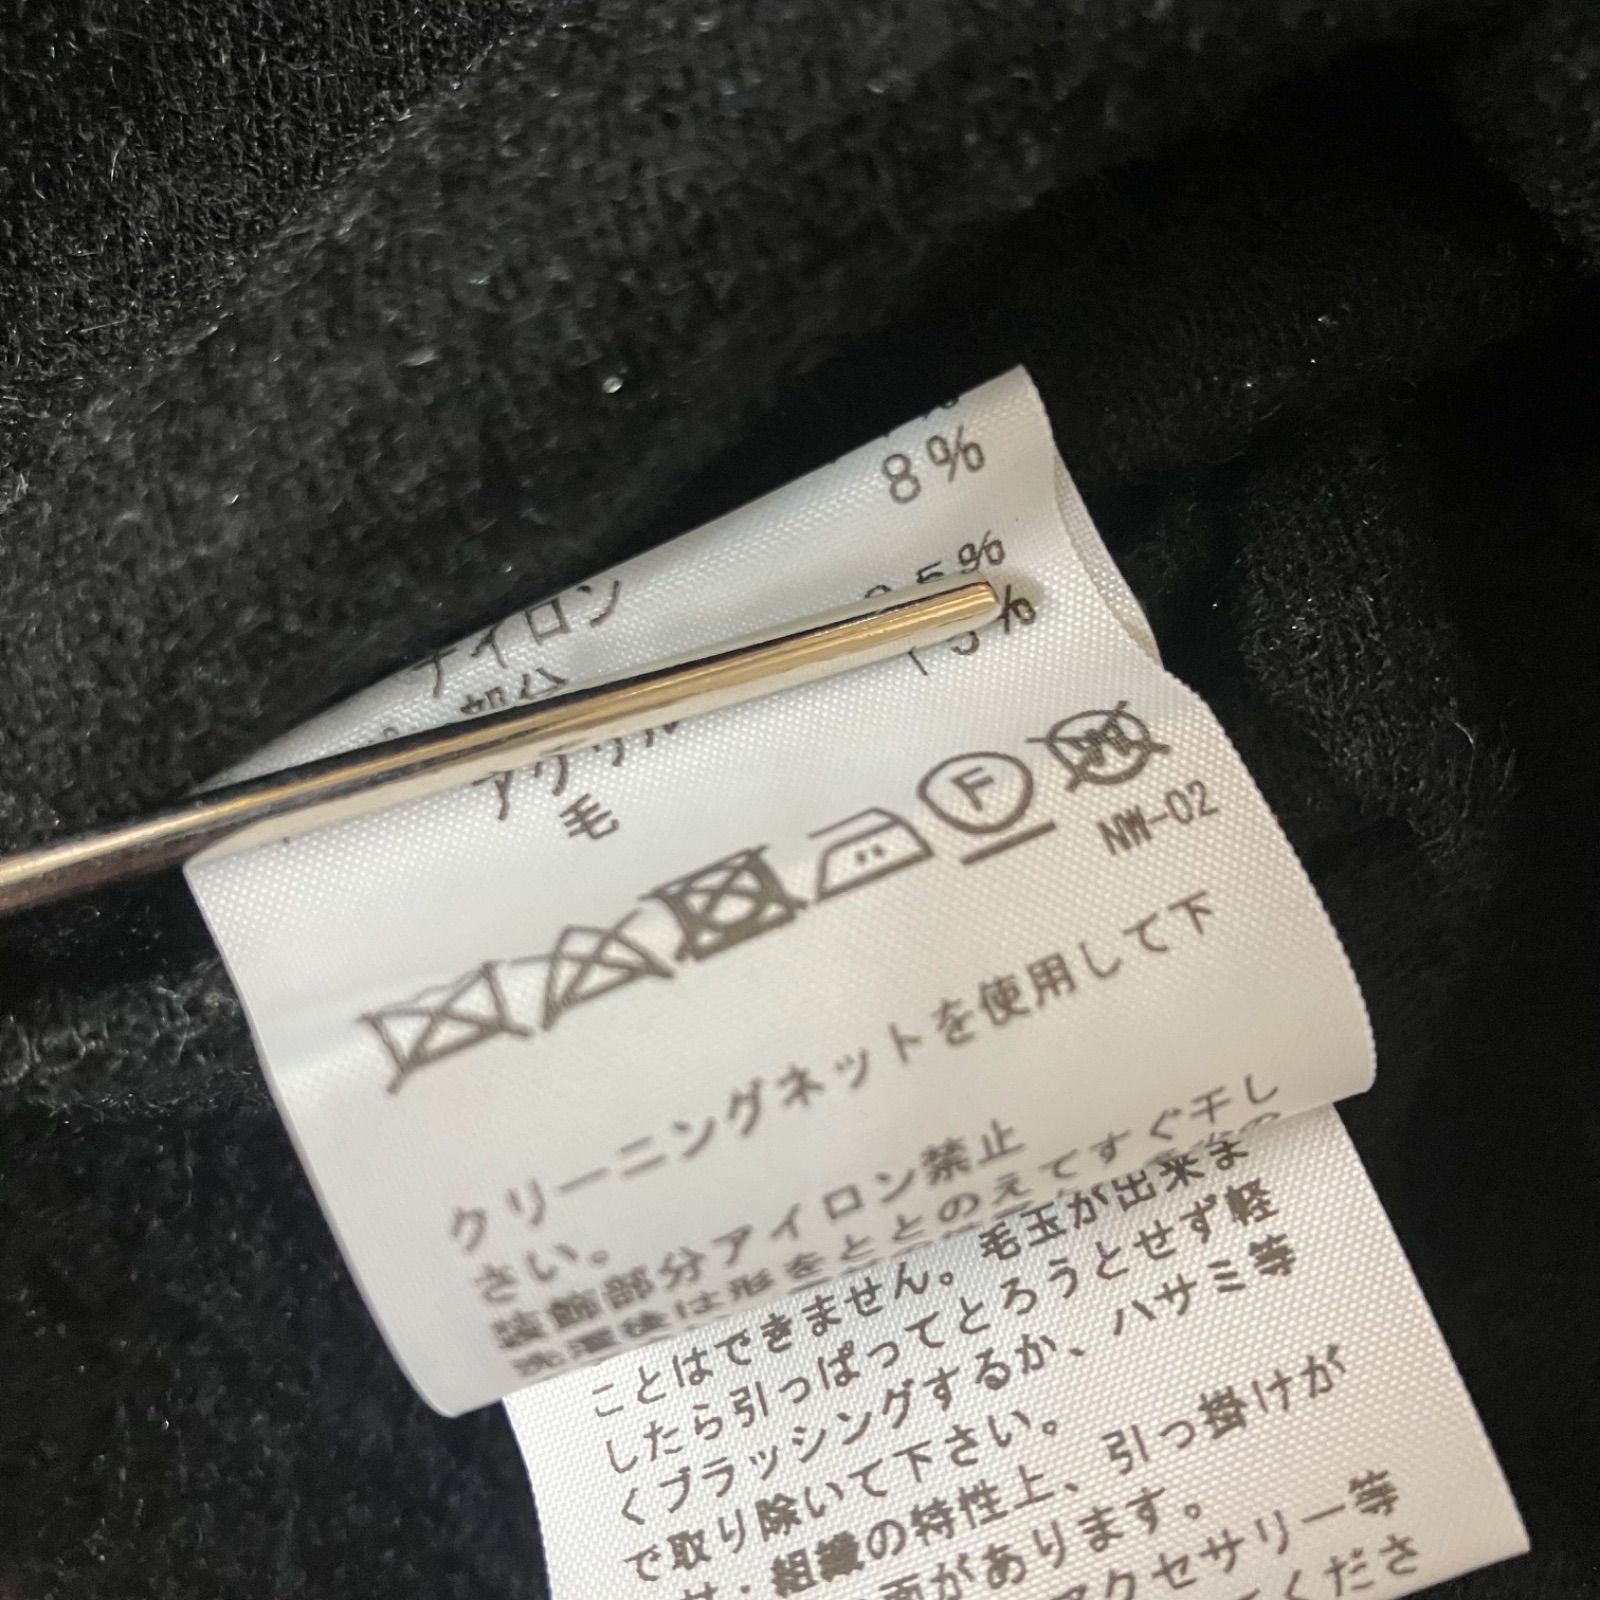 8%
ナイロン
部分
5%
アクリル
毛
F
NW-02
クリーニングネットを使用して下
さい。
装飾部分アイロン禁止
洗濯後は形をととのえてすぐ干し
ことはできません。毛玉が出来ま
したら引っぱってとろうとせず軽
くブラッシングするか、ハサミ等
で取り除いて下さい。
・組織の特性上、引っ掛けが
面があります。
アクセサリー等
くださ